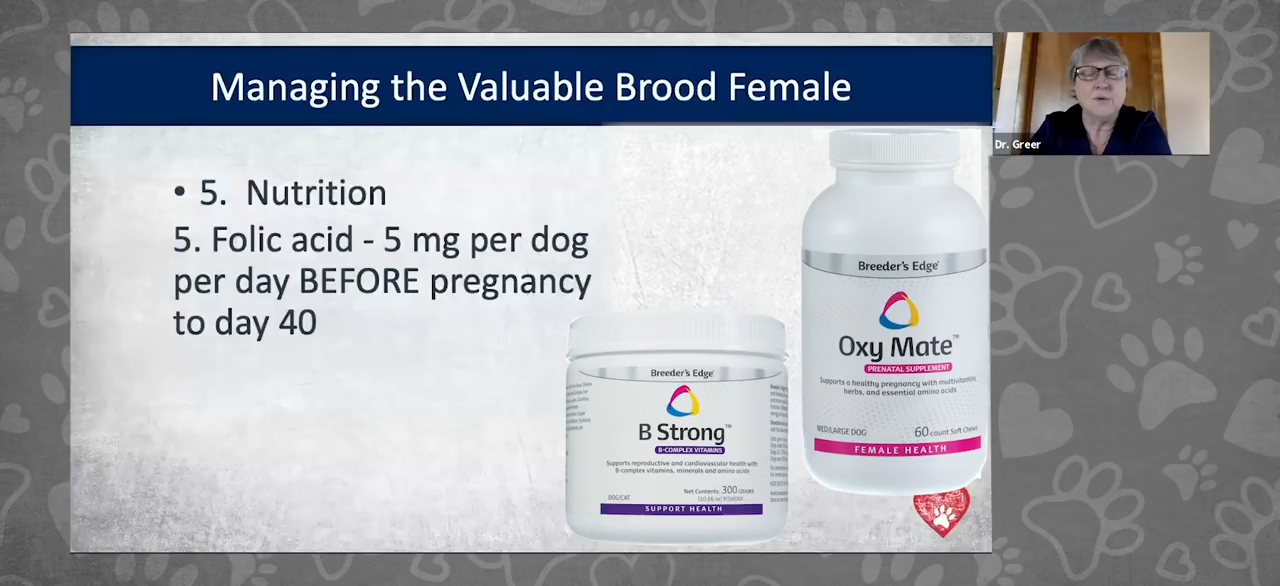 Managing the Valuable Brood Female
Dr. Greer
• 5. Nutrition
5. Folic acid - 5 mg per dog
per day BEFORE pregnancy
to day 40
Breeder's Edge
Oxy Mate™
PRENATAL SUPPLEMENT
Supports a healthy pregnancy with multivitamins,
herbs, and essential amino acids
MED/LARGE DOG 60 count Soft Chews
FEMALE HEALTH
Breeder's Edge
B Strong™
B-COMPLEX VITAMINS
Supports reproductive and cardiovascular health with
B-complex vitamins, minerals and amino acids
Net Contents: 300 GRAMS
DOG/CAT (10.58 oz) POWDER
SUPPORT HEALTH